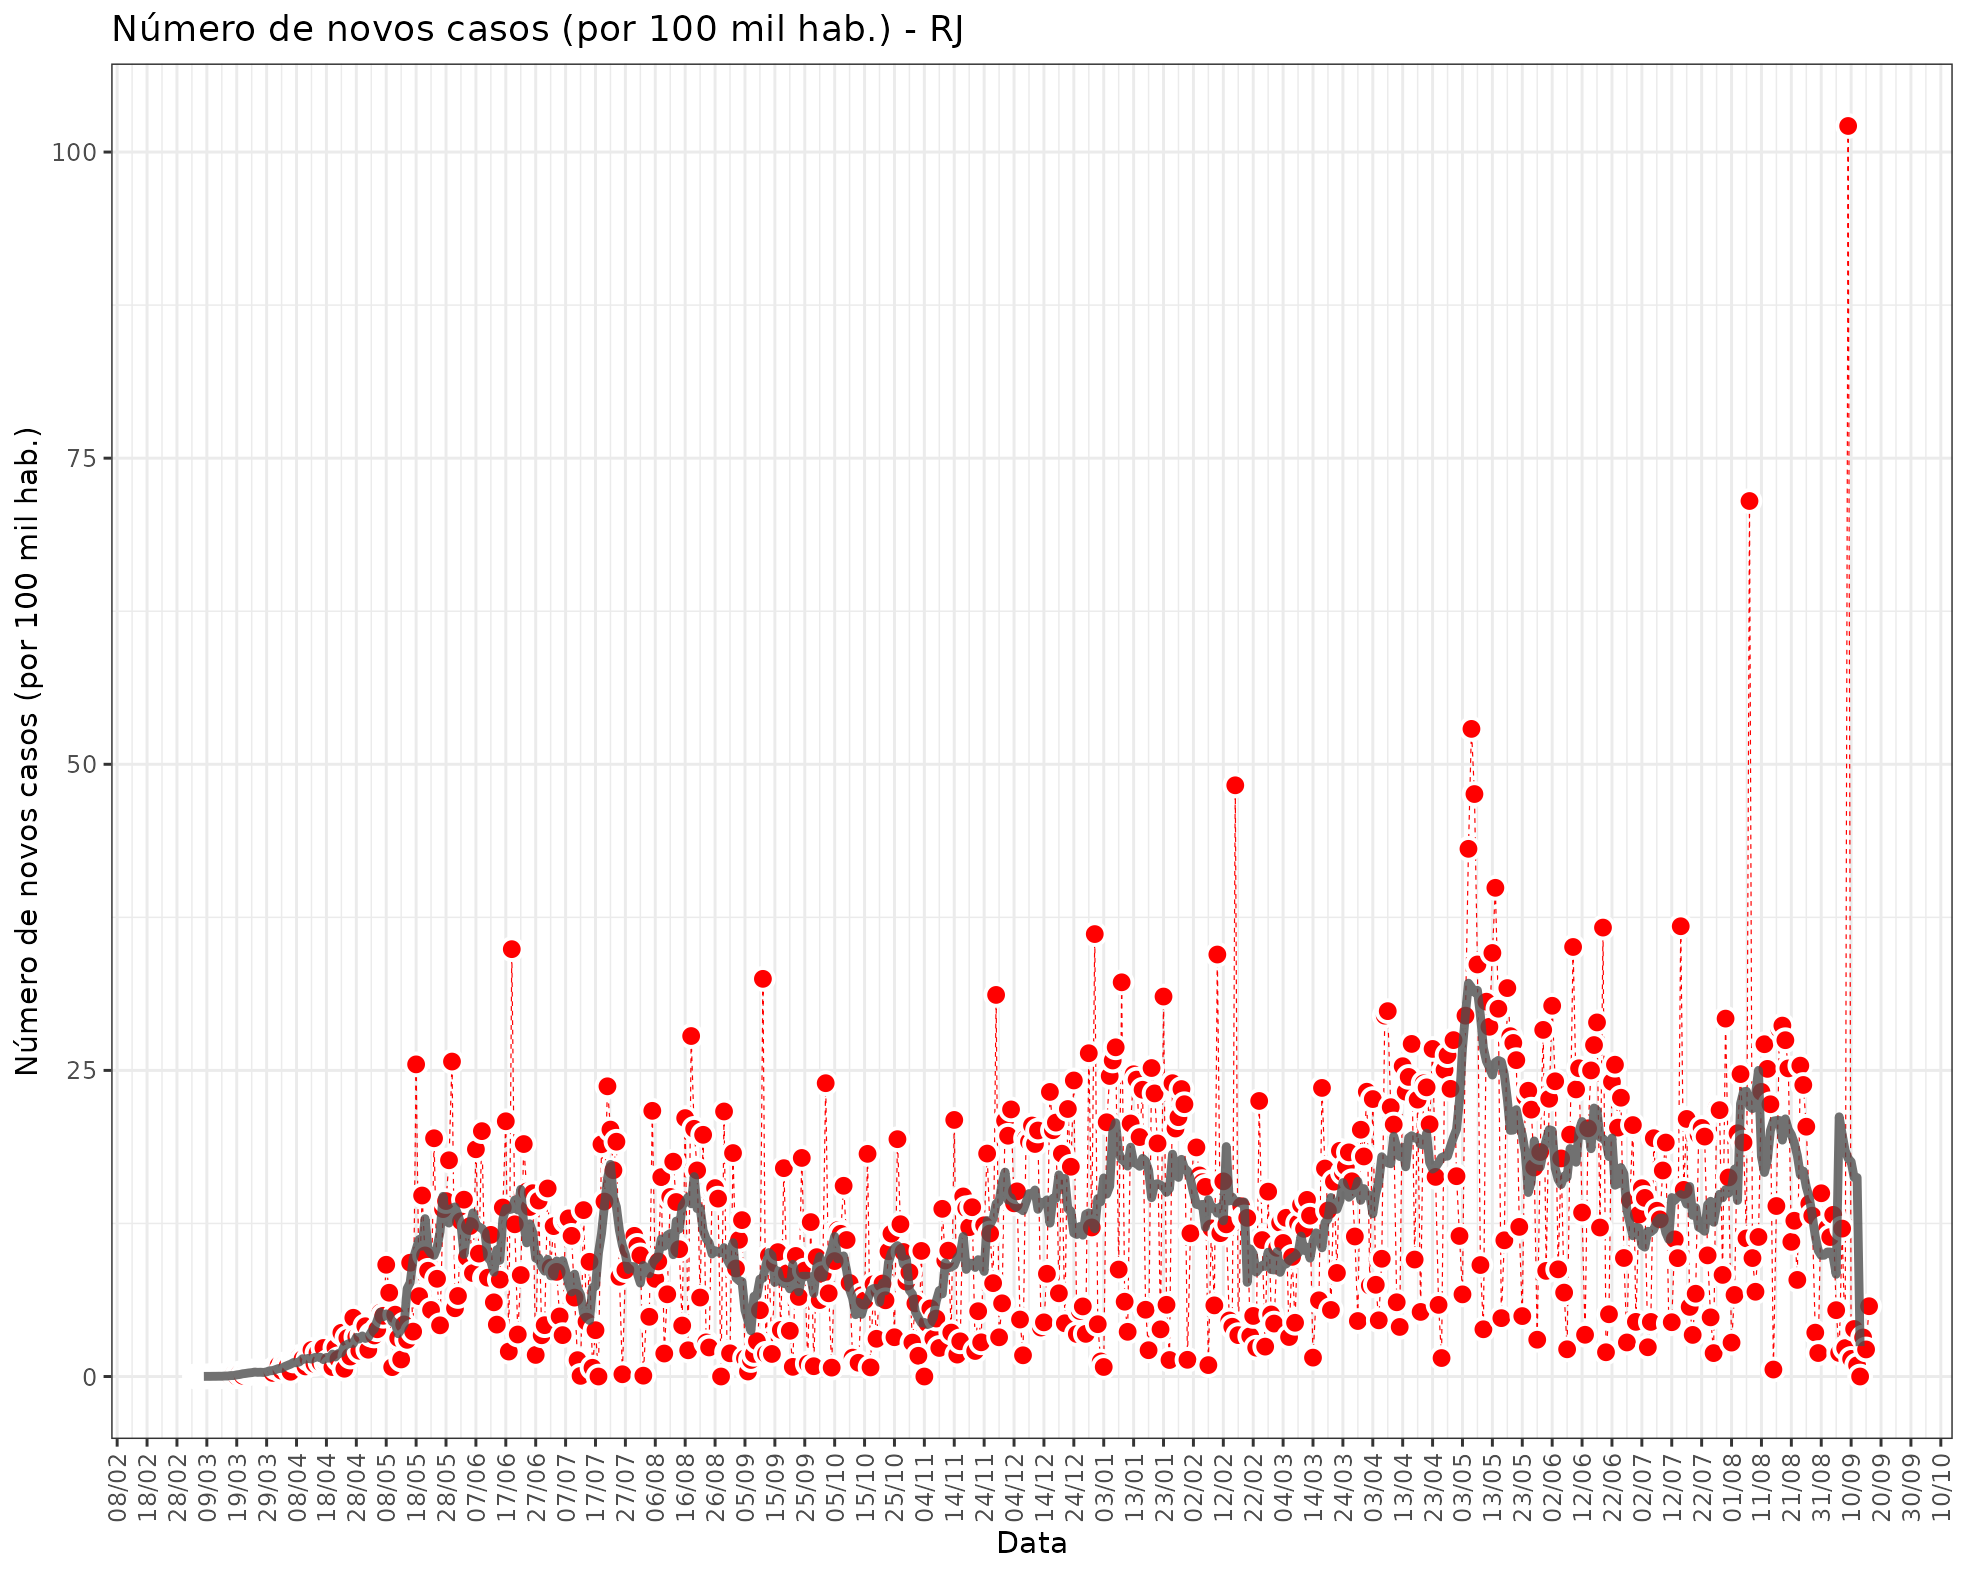 Número de novos casos (por 100 mil hab.) - RJ
Número de novos casos (por 100 mil hab.)
100
75
50
25
0
08/02 18/02 28/02 09/03 19/03 29/03 08/04 18/04 28/04 08/05 18/05 28/05 07/06 17/06 27/06 07/07 17/07 27/07 06/08 16/08 26/08 05/09 15/09 25/09 05/10 15/10 25/10 04/11 14/11 24/11 04/12 14/12 24/12 03/01 13/01 23/01 02/02 12/02 22/02 04/03 14/03 24/03 03/04 13/04 23/04 03/05 13/05 23/05 02/06 12/06 22/06 02/07 12/07 22/07 01/08 11/08 21/08 31/08 10/09 20/09 30/09 10/10
Data